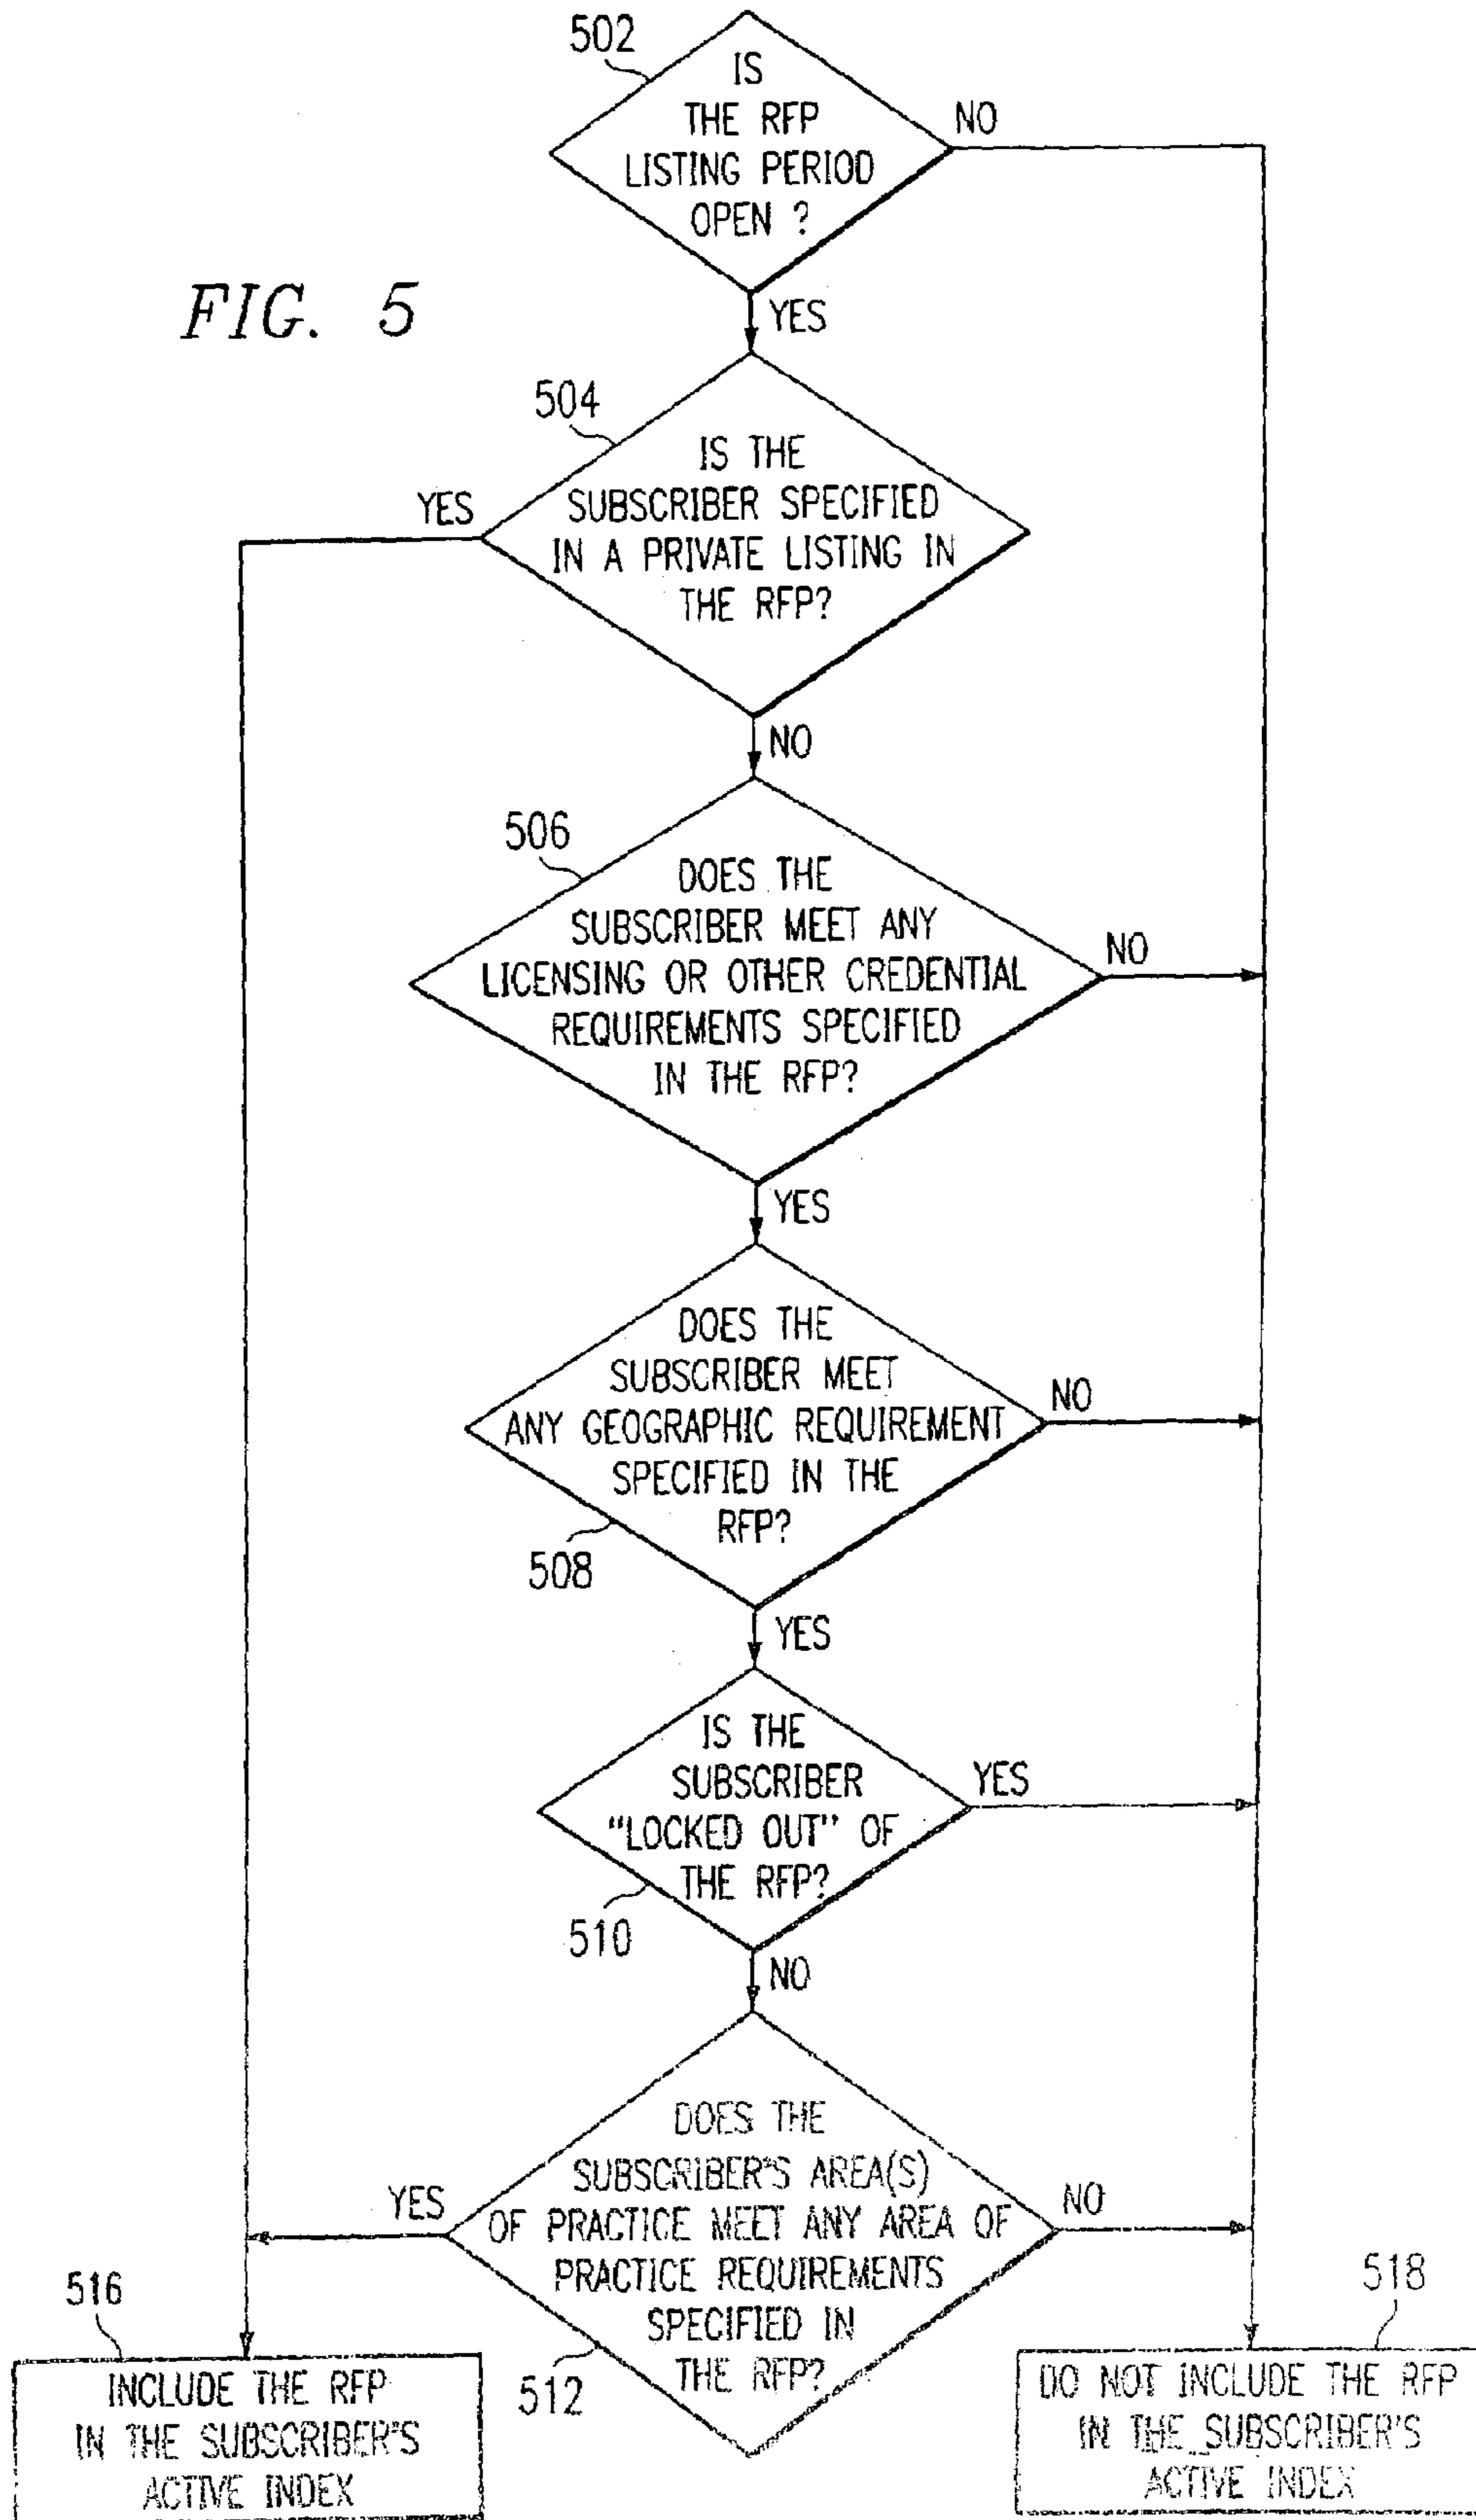 502
IS
THE RFP
LISTING PERIOD
OPEN ?
NO
FIG. 5
YES
504
IS THE
SUBSCRIBER SPECIFIED
IN A PRIVATE LISTING IN
THE RFP?
YES
NO
506
DOES THE
SUBSCRIBER MEET ANY
LICENSING OR OTHER CREDENTIAL
REQUIREMENTS SPECIFIED
IN THE RFP?
NO
YES
DOES THE
SUBSCRIBER MEET
ANY GEOGRAPHIC REQUIREMENT
SPECIFIED IN THE
RFP?
NO
508
YES
IS THE
SUBSCRIBER
"LOCKED OUT" OF
THE RFP?
YES
510
NO
DOES THE
SUBSCRIBER'S AREA(S)
OF PRACTICE MEET ANY AREA OF
PRACTICE REQUIREMENTS
SPECIFIED IN
THE RFP?
YES
NO
512
516
INCLUDE THE RFP
IN THE SUBSCRIBER'S
ACTIVE INDEX
518
DO NOT INCLUDE THE RFP
IN THE SUBSCRIBER'S
ACTIVE INDEX